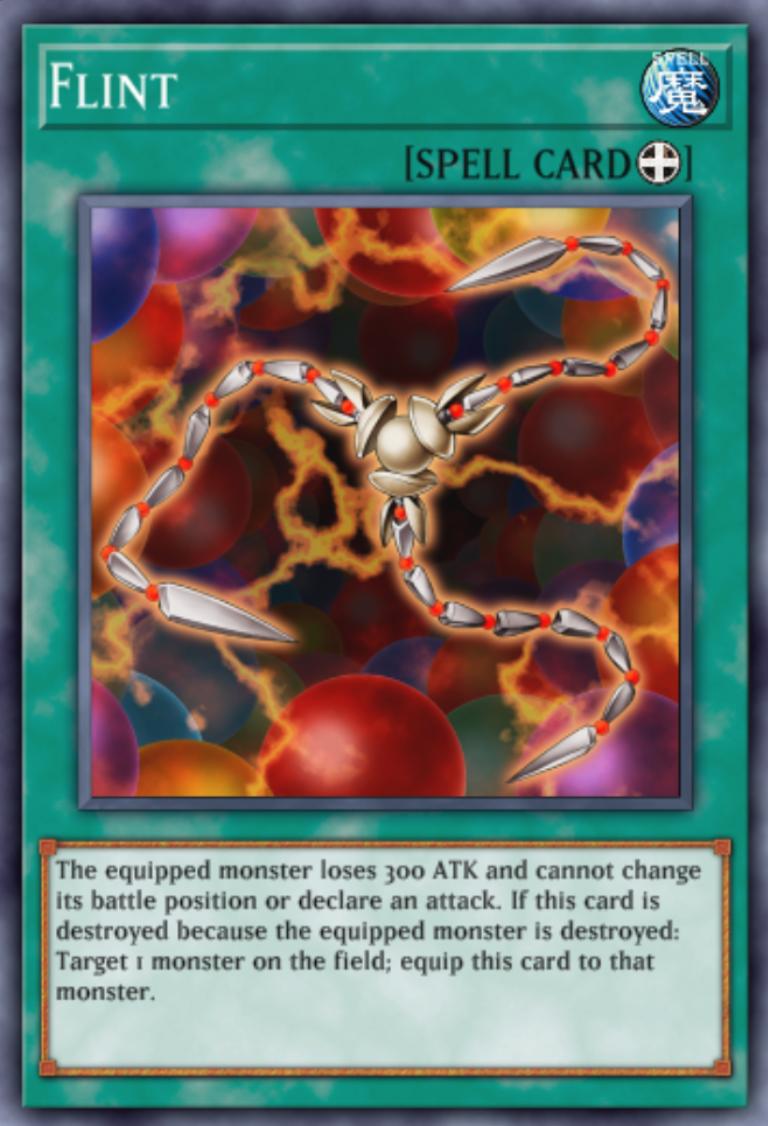 FLINT
SPELL
魔
[SPELL CARD]
The equipped monster loses 300 ATK and cannot change
its battle position or declare an attack. If this card is
destroyed because the equipped monster is destroyed:
Target 1 monster on the field; equip this card to that
monster.